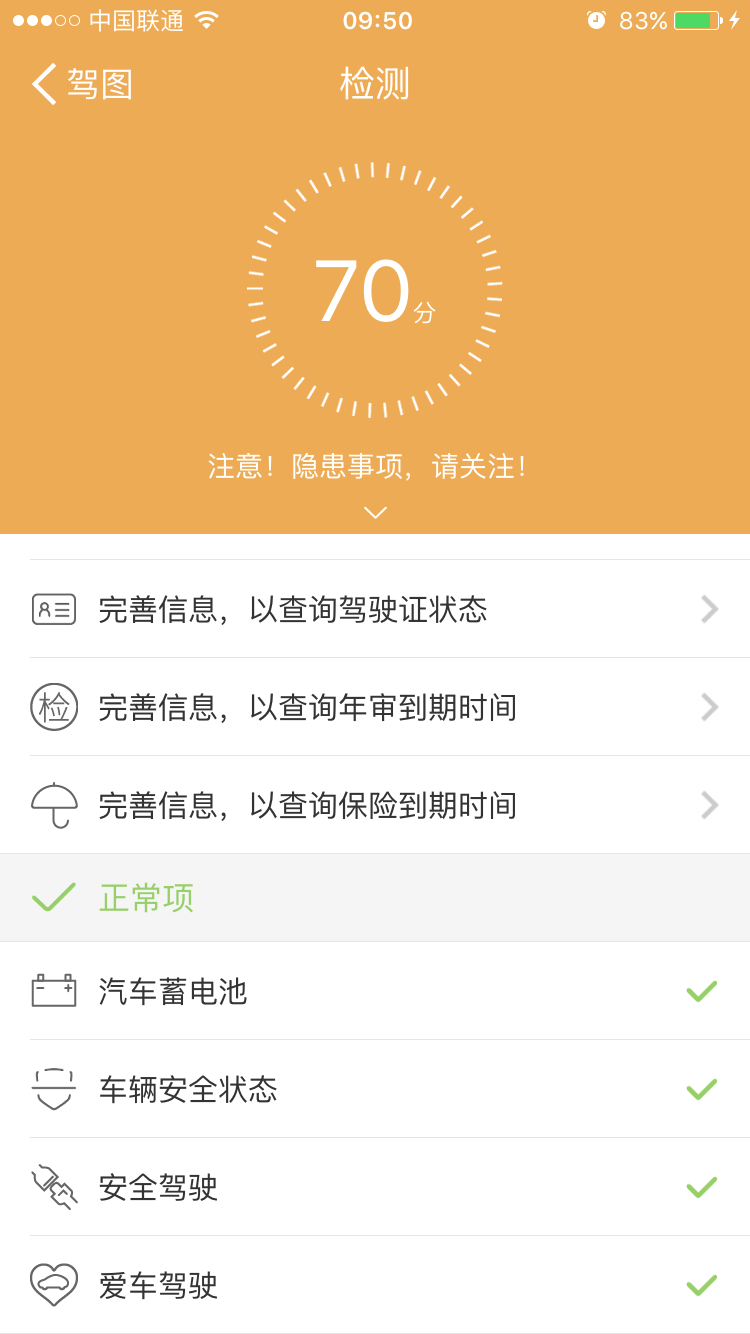 中国联通 09:50 83%
驾图 检测
70分
注意！隐患事项，请关注！
完善信息，以查询驾驶证状态
检 完善信息，以查询年审到期时间
完善信息，以查询保险到期时间
正常项
汽车蓄电池
车辆安全状态
安全驾驶
爱车驾驶